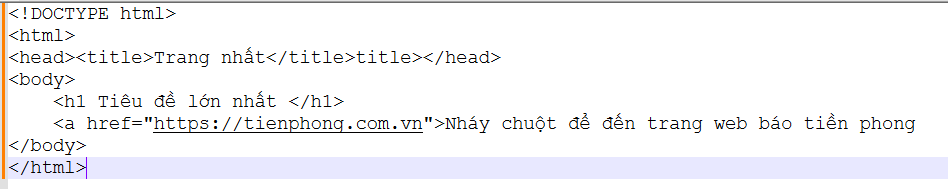 <!DOCTYPE html>
<html>
<head><title>Trang nhất</title>title></head>
<body>
<h1 Tiêu đề lớn nhất </h1>
<a href="https://tienphong.com.vn">Nháy chuột để đến trang web báo tiền phong
</body>
</html>